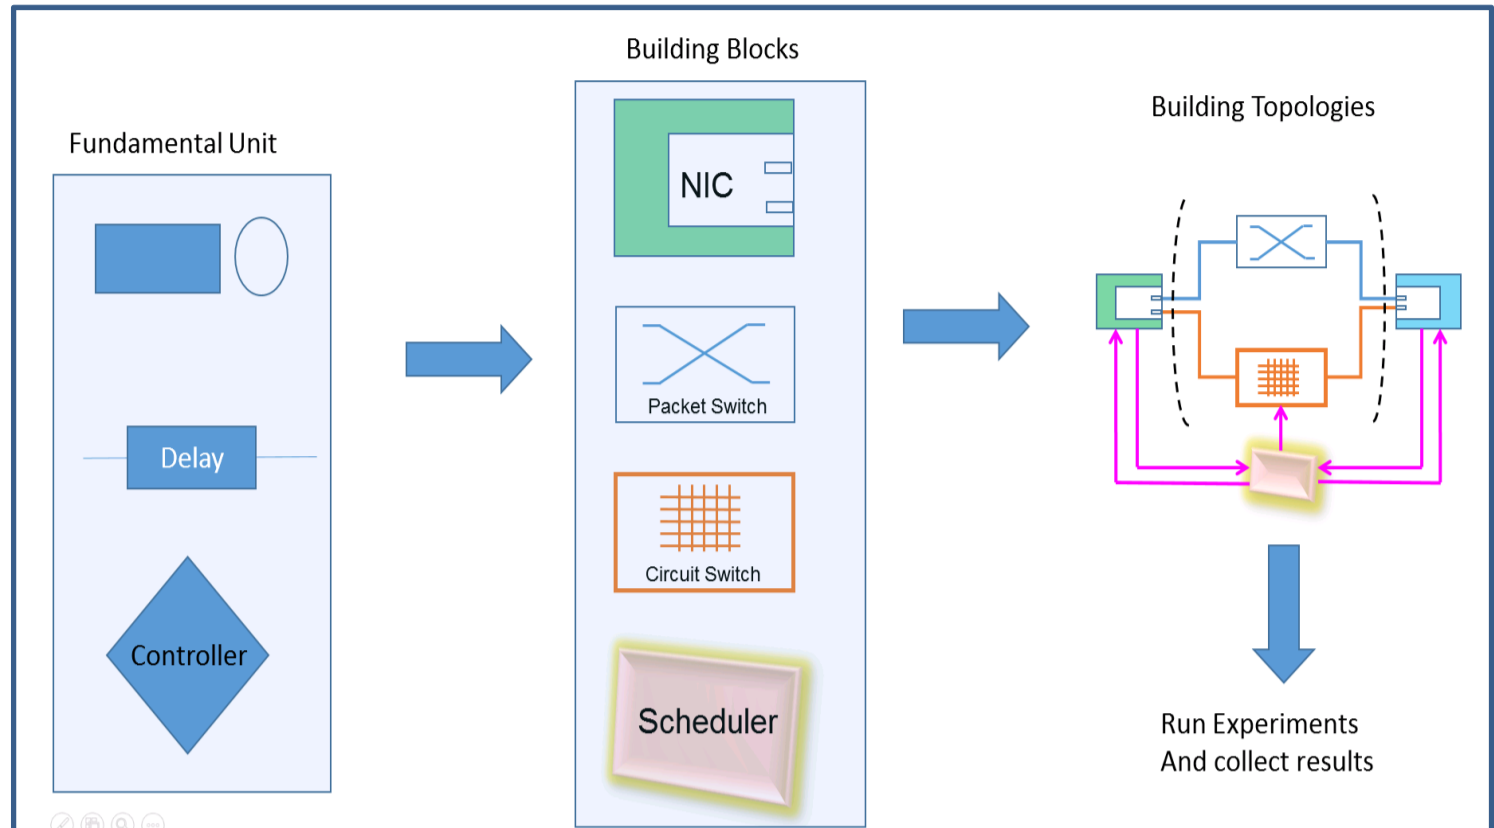 Building Blocks
Building Topologies
Fundamental Unit
NIC
Packet Switch
Delay
Circuit Switch
Controller
Scheduler
Run Experiments
And collect results